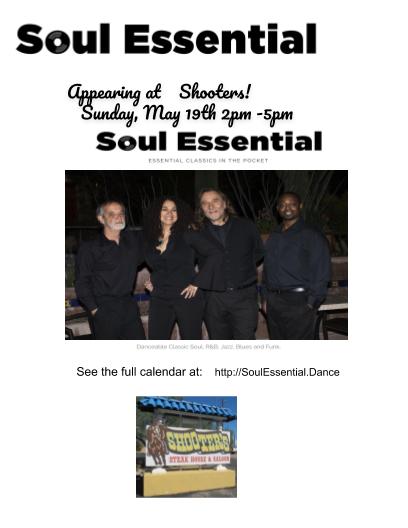 Soul Essential
Appearing at Shooters!
Sunday, May 19th 2pm -5pm
Soul Essential
ESSENTIAL CLASSICS IN THE POCKET
Danceable Classic Soul, R&B, Jazz, Blues and Funk.
See the full calendar at: http://SoulEssential.Dance
SHOOTERS
STEAK HOUSE & SALOON